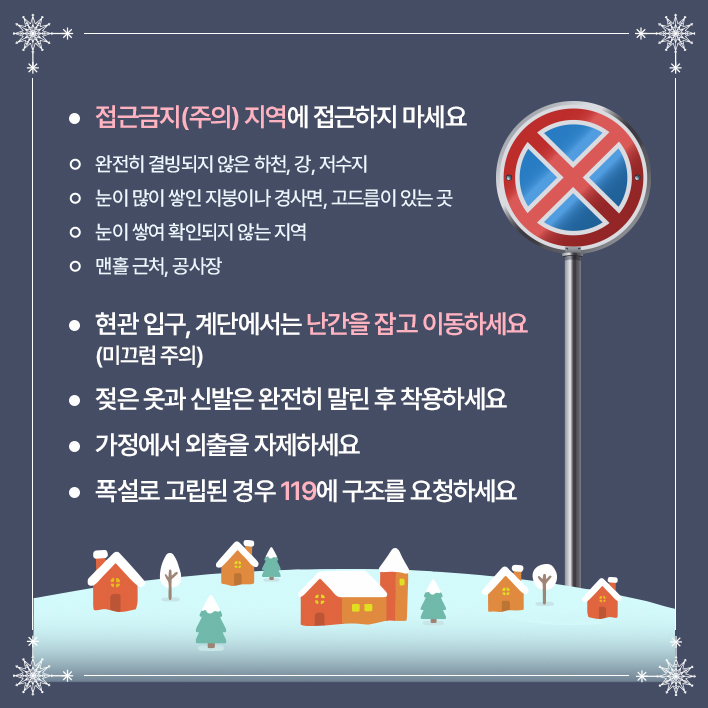 접근금지(주의) 지역에 접근하지 마세요
완전히 결빙되지 않은 하천, 강, 저수지
눈이 많이 쌓인 지붕이나 경사면, 고드름이 있는 곳
눈이 쌓여 확인되지 않는 지역
맨홀 근처, 공사장
현관 입구, 계단에서는 난간을 잡고 이동하세요
(미끄럼 주의)
젖은 옷과 신발은 완전히 말린 후 착용하세요
가정에서 외출을 자제하세요
폭설로 고립된 경우 119에 구조를 요청하세요